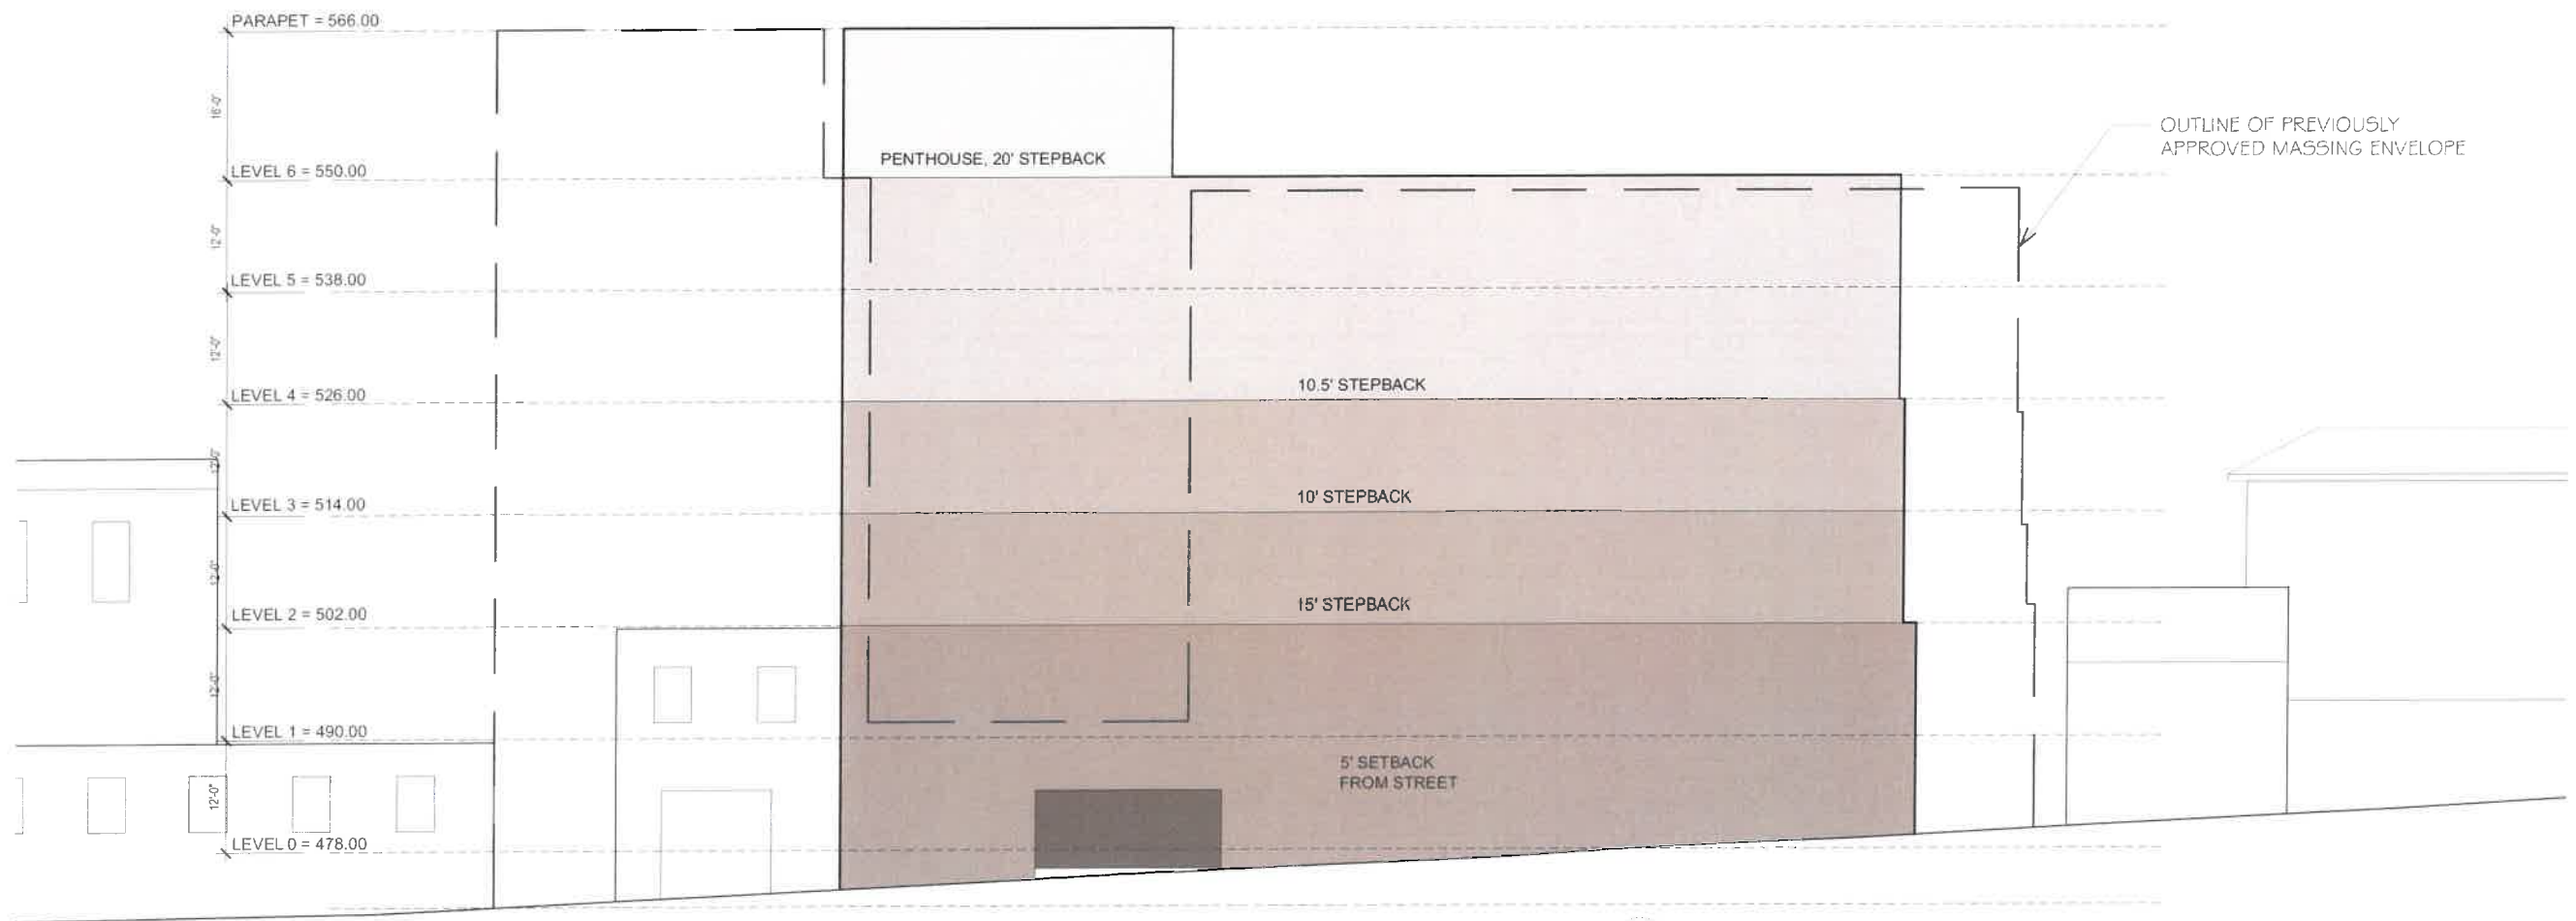 PARAPET = 566.00
16'-0"
OUTLINE OF PREVIOUSLY
APPROVED MASSING ENVELOPE
PENTHOUSE, 20' STEPBACK
LEVEL 6 = 550.00
12'-0"
LEVEL 5 = 538.00
12'-0"
10.5' STEPBACK
LEVEL 4 = 526.00
12'-0"
10' STEPBACK
LEVEL 3 = 514.00
12'-0"
15' STEPBACK
LEVEL 2 = 502.00
12'-0"
LEVEL 1 = 490.00
5' SETBACK
FROM STREET
12'-0"
LEVEL 0 = 478.00